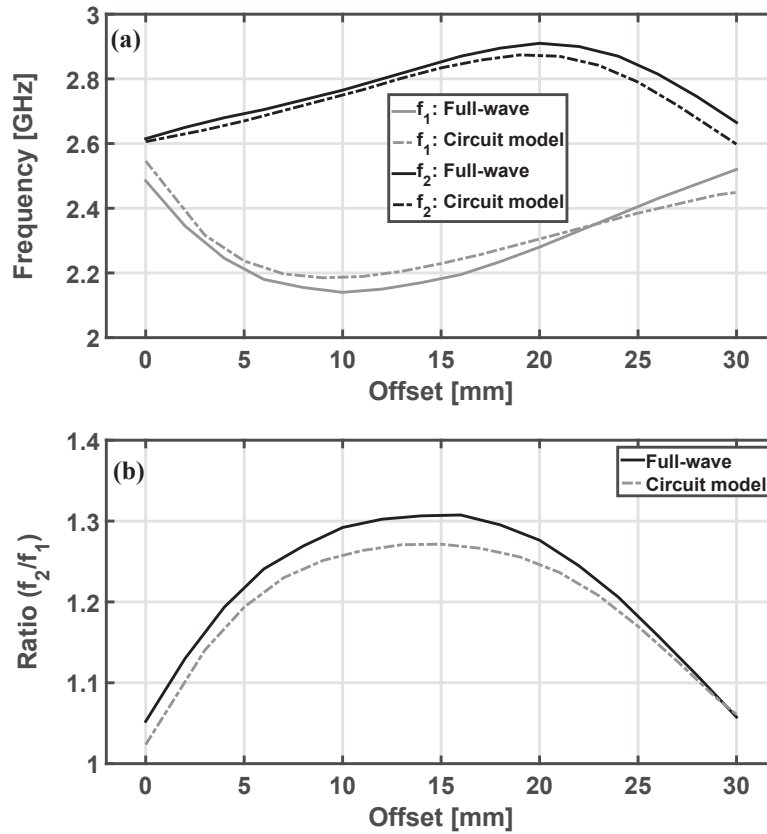 (a)
3
2.8
2.6
2.4
2.2
2
Frequency [GHz]
f1: Full-wave
f1: Circuit model
f2: Full-wave
f2: Circuit model
0 5 10 15 20 25 30
Offset [mm]
(b)
1.4
1.3
1.2
1.1
1
Ratio (f2/f1)
Full-wave
Circuit model
0 5 10 15 20 25 30
Offset [mm]